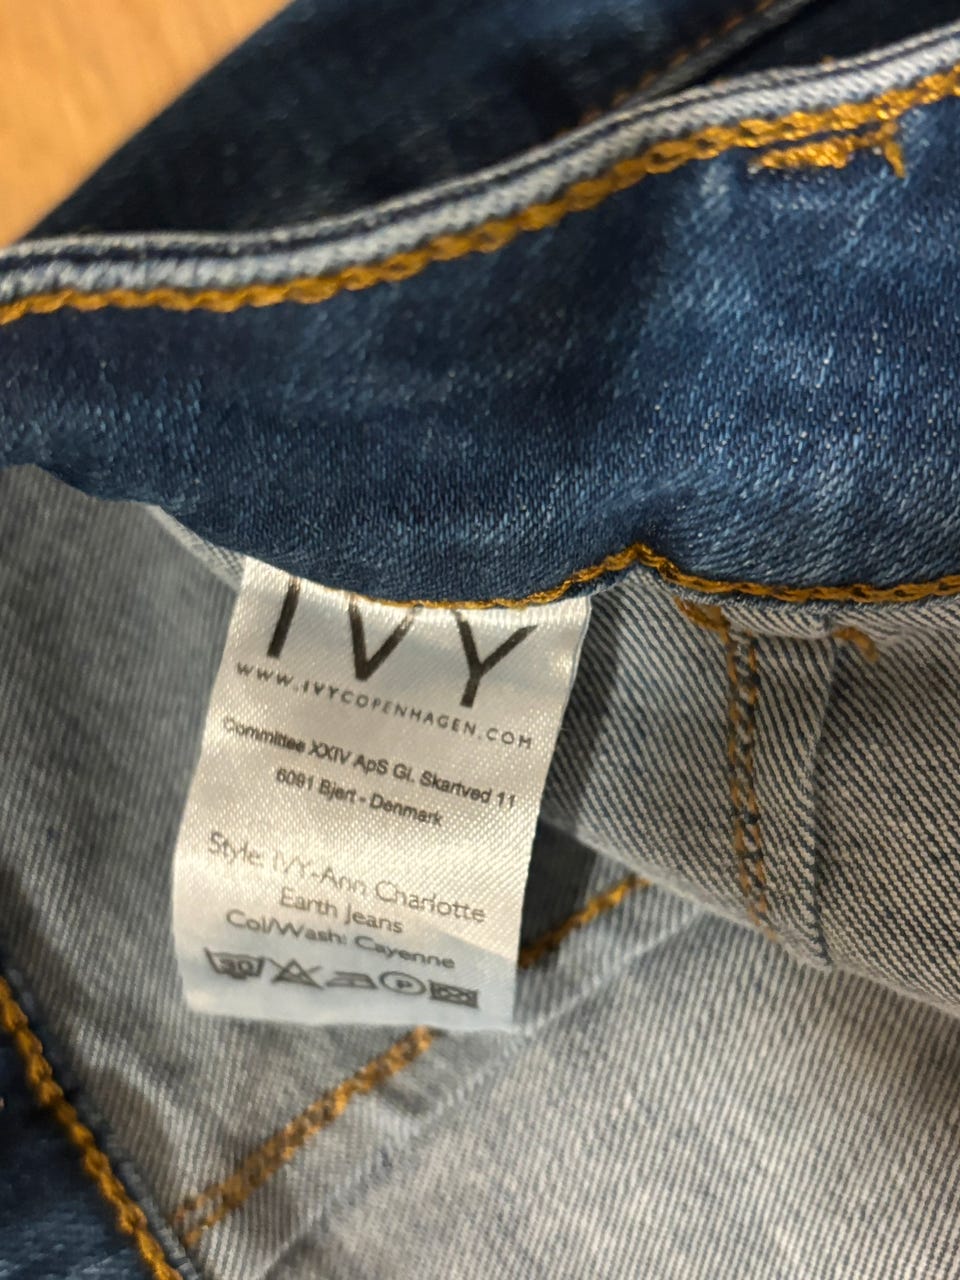 IVY
WWW.IVYCOPENHAGEN.COM
Committee XXIV ApS Gl. Skartved 11
6091 Bjert - Denmark
Style: IVY-Ann Charlotte
Earth Jeans
Col/Wash: Cayenne
30 P